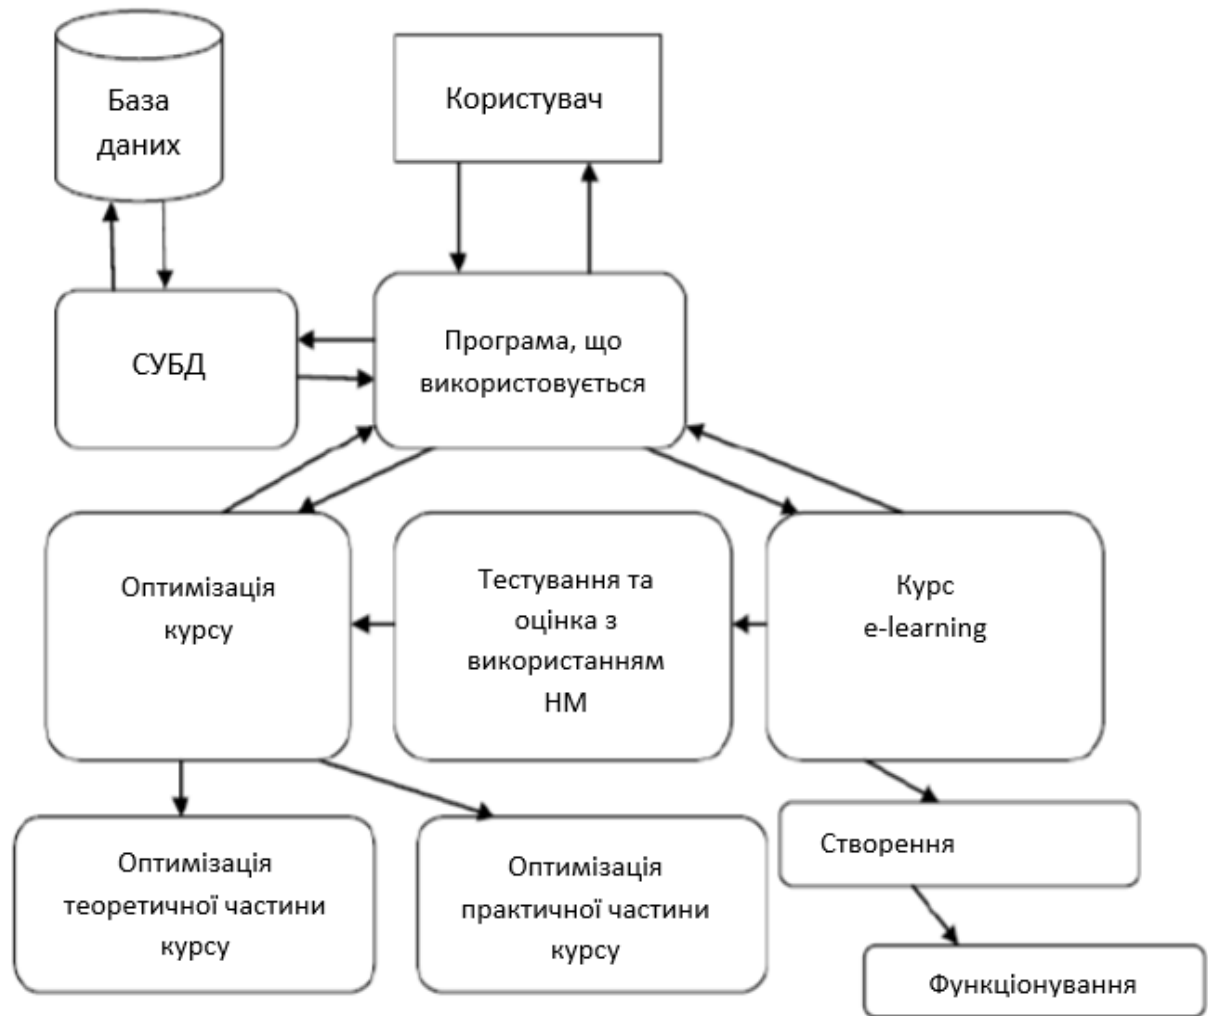 База
даних
Користувач
СУБД
Програма, що
використовується
Оптимізація
курсу
Тестування та
оцінка з
використанням
НМ
Курс
e-learning
Оптимізація
теоретичної частини
курсу
Оптимізація
практичної частини
курсу
Створення
Функціонування